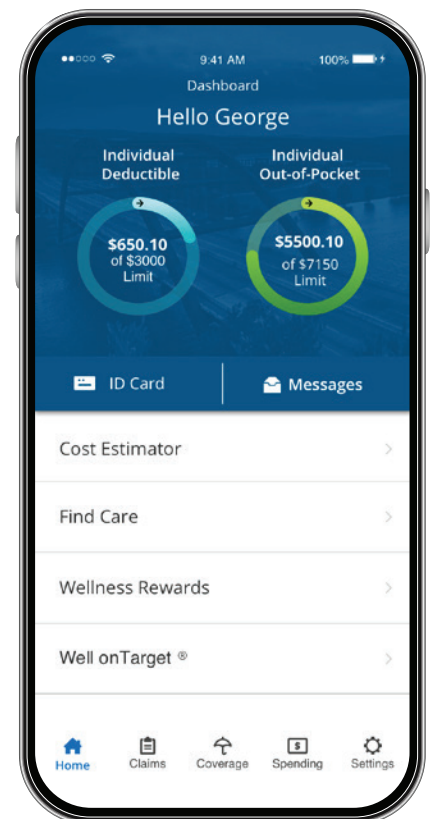 9:41 AM
100%
Dashboard
Hello George
Individual
Deductible
Individual
Out-of-Pocket
$650.10
of $3000
Limit
$5500.10
of $7150
Limit
ID Card
Messages
Cost Estimator
Find Care
Wellness Rewards
Well onTarget ®
$
Home
Claims
Coverage
Spending
Settings